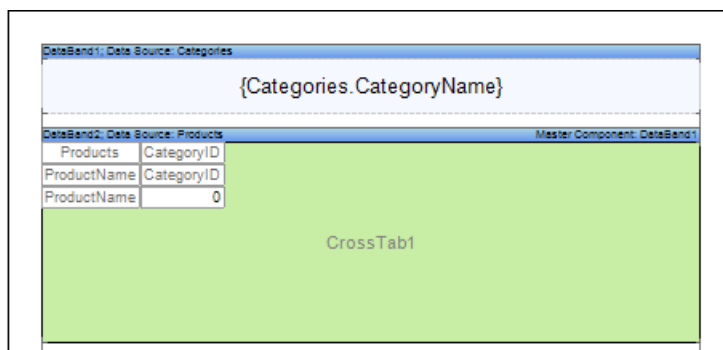 DataBand1; Data Source: Categories
{Categories.CategoryName}
DataBand2; Data Source: Products Master Component: DataBand1
Products CategoryID
ProductName CategoryID
ProductName 0
CrossTab1